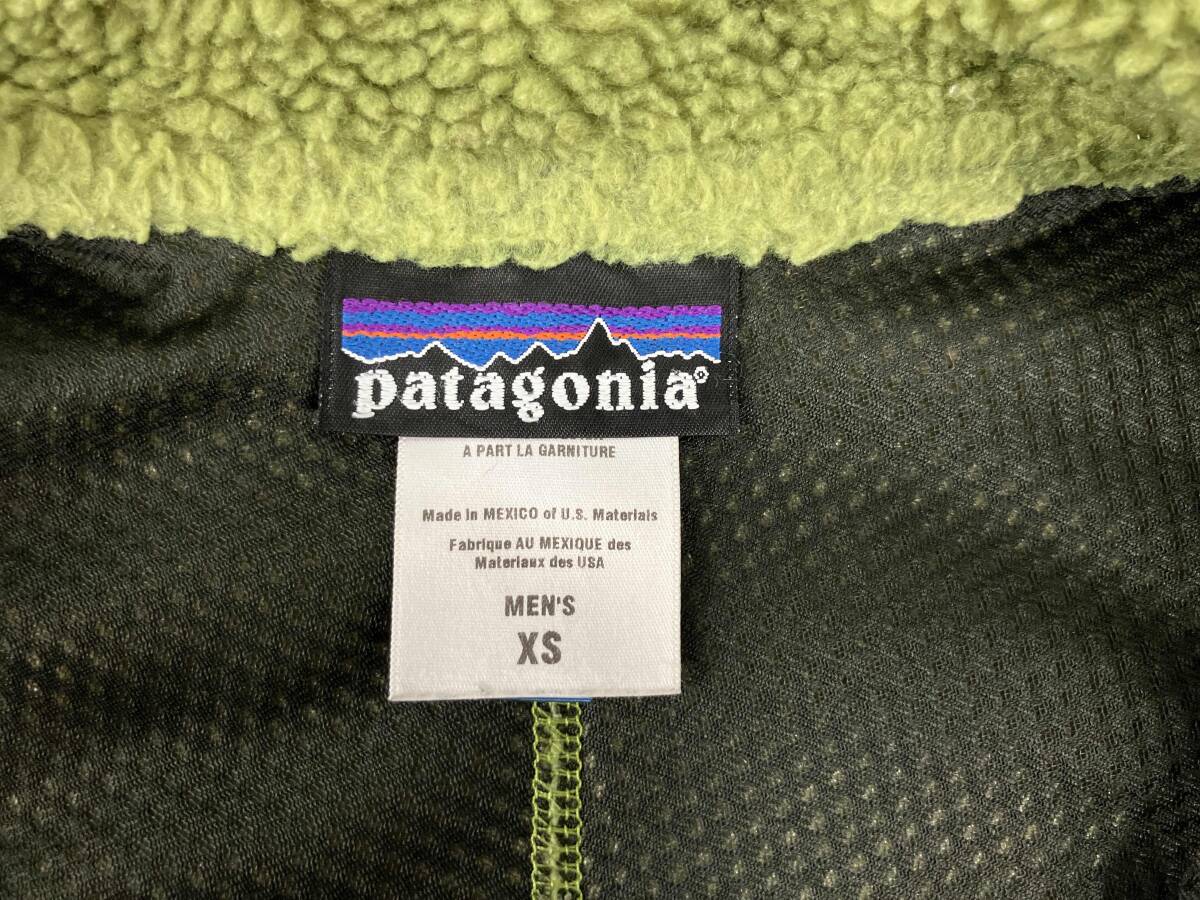 patagonia®
A PART LA GARNITURE
Made in MEXICO of U.S. Materials
Fabrique AU MEXIQUE des
Materiaux des USA
MEN'S
XS